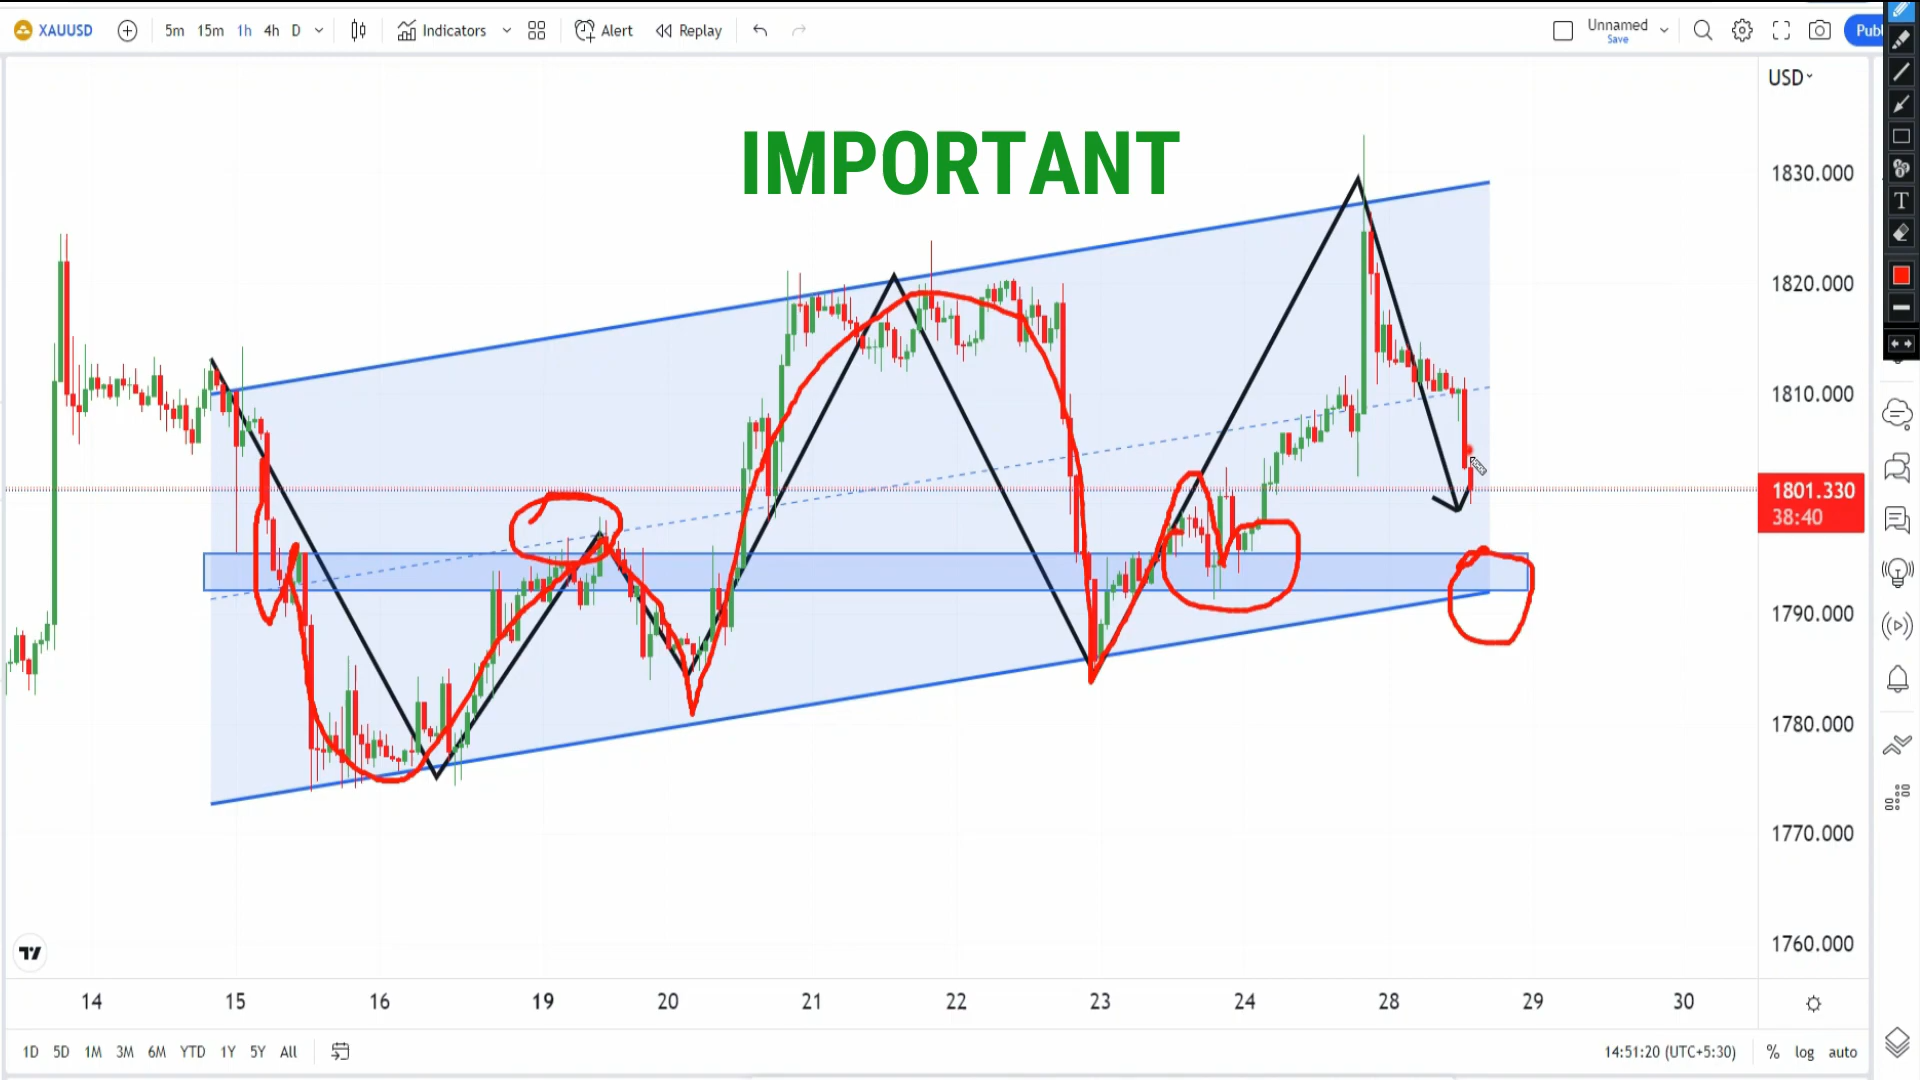 XAUUSD 5m 15m 1h 4h D Indicators Alert Replay Unnamed Publ
Save
USD
IMPORTANT
1830.000
1820.000
1810.000
1801.330
38:40
1790.000
1780.000
1770.000
1760.000
14 15 16 19 20 21 22 23 24 28 29 30
1D 5D 1M 3M 6M YTD 1Y 5Y All 14:51:20 (UTC+5:30) % log auto
T